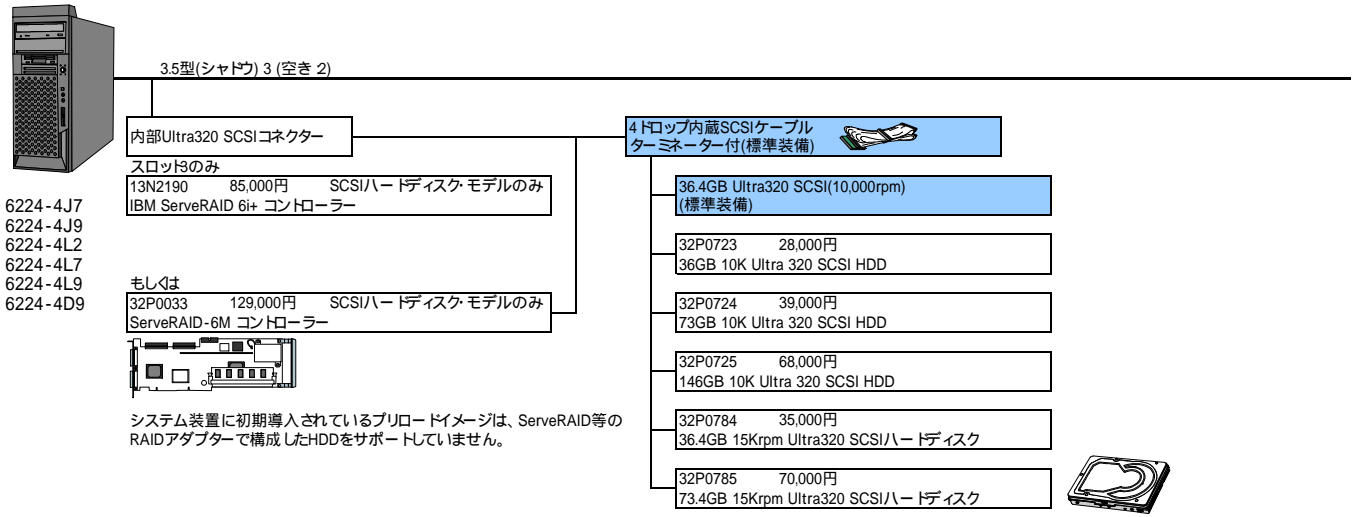 3.5型(シャドウ) 3 (空き 2)
内部Ultra320 SCSIコネクター
スロット3のみ
13N2190 85,000円 SCSIハードディスク・モデルのみ
IBM ServeRAID 6i+ コントローラー
6224-4J7
6224-4J9
6224-4L2
6224-4L7
6224-4L9
6224-4D9
もしくは
32P0033 129,000円 SCSIハードディスク・モデルのみ
ServeRAID-6M コントローラー
システム装置に初期導入されているプリロードイメージは、ServeRAID等の
RAIDアダプターで構成したHDDをサポートしていません。
4ドロップ内蔵SCSIケーブル
ターミネーター付(標準装備)
36.4GB Ultra320 SCSI(10,000rpm)
(標準装備)
32P0723 28,000円
36GB 10K Ultra 320 SCSI HDD
32P0724 39,000円
73GB 10K Ultra 320 SCSI HDD
32P0725 68,000円
146GB 10K Ultra 320 SCSI HDD
32P0784 35,000円
36.4GB 15Krpm Ultra320 SCSIハードディスク
32P0785 70,000円
73.4GB 15Krpm Ultra320 SCSIハードディスク